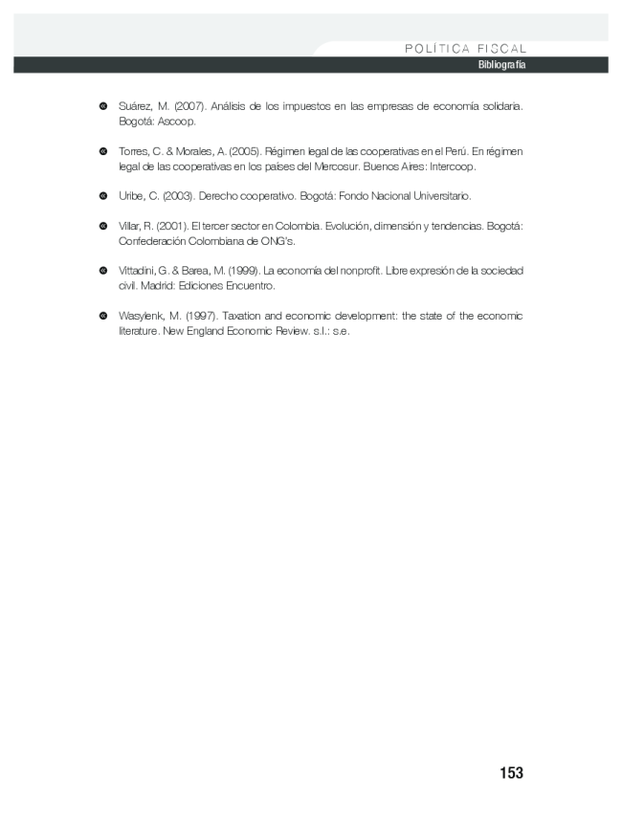 POLÍTICA FISCAL
Bibliografía
Suárez, M. (2007). Análisis de los impuestos en las empresas de economía solidaria.
Bogotá: Ascoop.
Torres, C. & Morales, A. (2005). Régimen legal de las cooperativas en el Perú. En régimen
legal de las cooperativas en los países del Mercosur. Buenos Aires: Intercoop.
Uribe, C. (2003). Derecho cooperativo. Bogotá: Fondo Nacional Universitario.
Villar, R. (2001). El tercer sector en Colombia. Evolución, dimensión y tendencias. Bogotá:
Confederación Colombiana de ONG's.
Vittadini, G. & Barea, M. (1999). La economía del nonprofit. Libre expresión de la sociedad
civil. Madrid: Ediciones Encuentro.
Wasylenk, M. (1997). Taxation and economic development: the state of the economic
literature. New England Economic Review. s.l.: s.e.
153